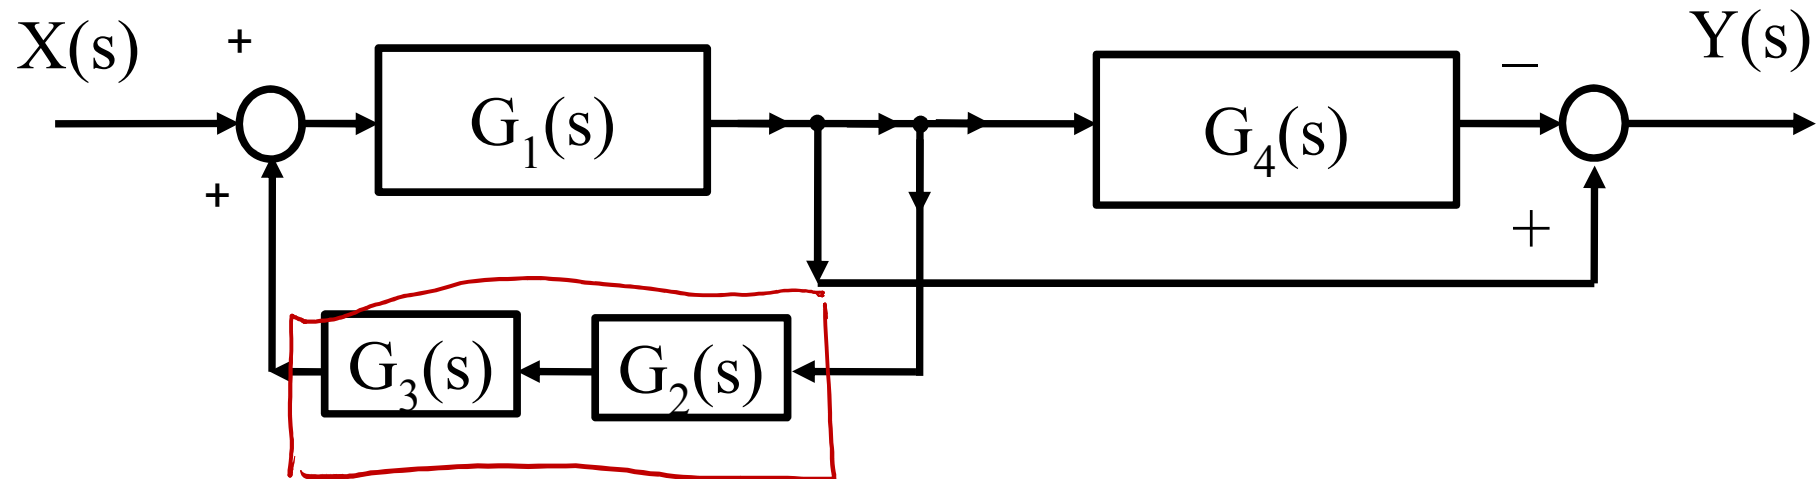 X(s) + G₁(s) G₄(s) − Y(s)
+ +
G₃(s) G₂(s)